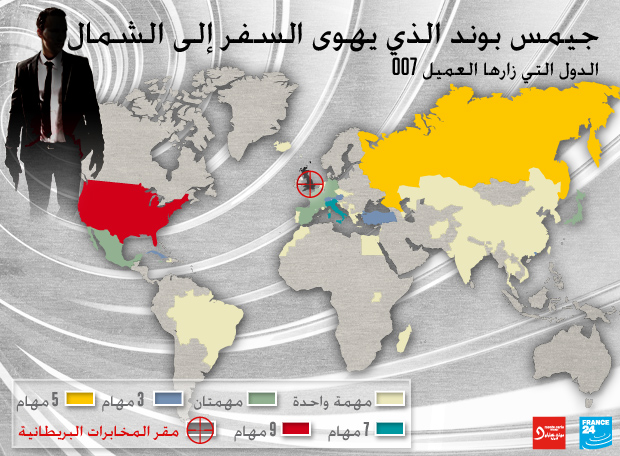 جيمس بوند الذي يهوى السفر إلى الشمال
الدول التي زارها العميل 007
مهمة واحدة
مهمتان
3 مهام
5 مهام
7 مهام
9 مهام
مقر المخابرات البريطانية
FRANCE
24